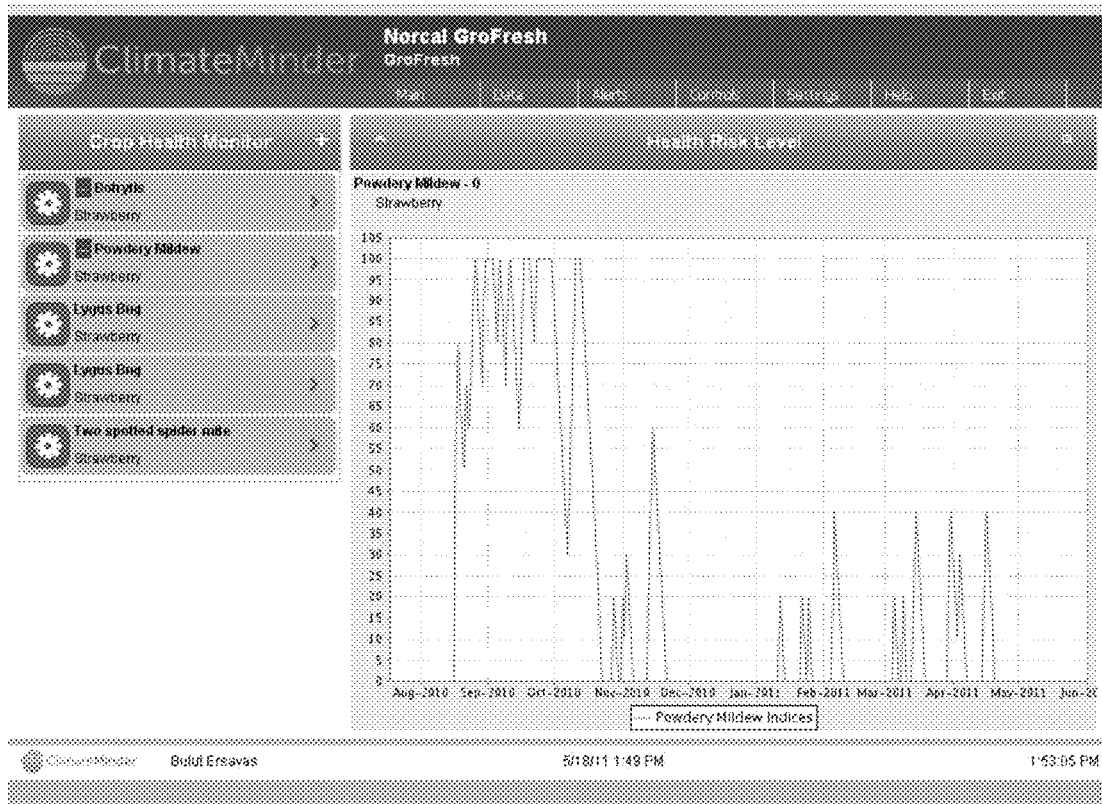 ClimateMinder
Norcal GroFresh
GroFresh
Main Data Alerts Controls Settings Help Exit
Crop Health Monitor +
Health Risk Level
Botrytis
Strawberry
Powdery Mildew
Strawberry
Lygus Bug
Strawberry
Lygus Bug
Strawberry
Two spotted spider mite
Strawberry
Powdery Mildew - 0
Strawberry
105
100
95
90
85
80
75
70
65
60
55
50
45
40
35
30
25
20
15
10
5
0
Aug-2010 Sep-2010 Oct-2010 Nov-2010 Dec-2010 Jan-2011 Feb-2011 Mar-2011 Apr-2011 May-2011 Jun-20
Powdery Mildew Indices
ClimateMinder Bulut Ersavas 5/18/11 1:49 PM 1:53:05 PM